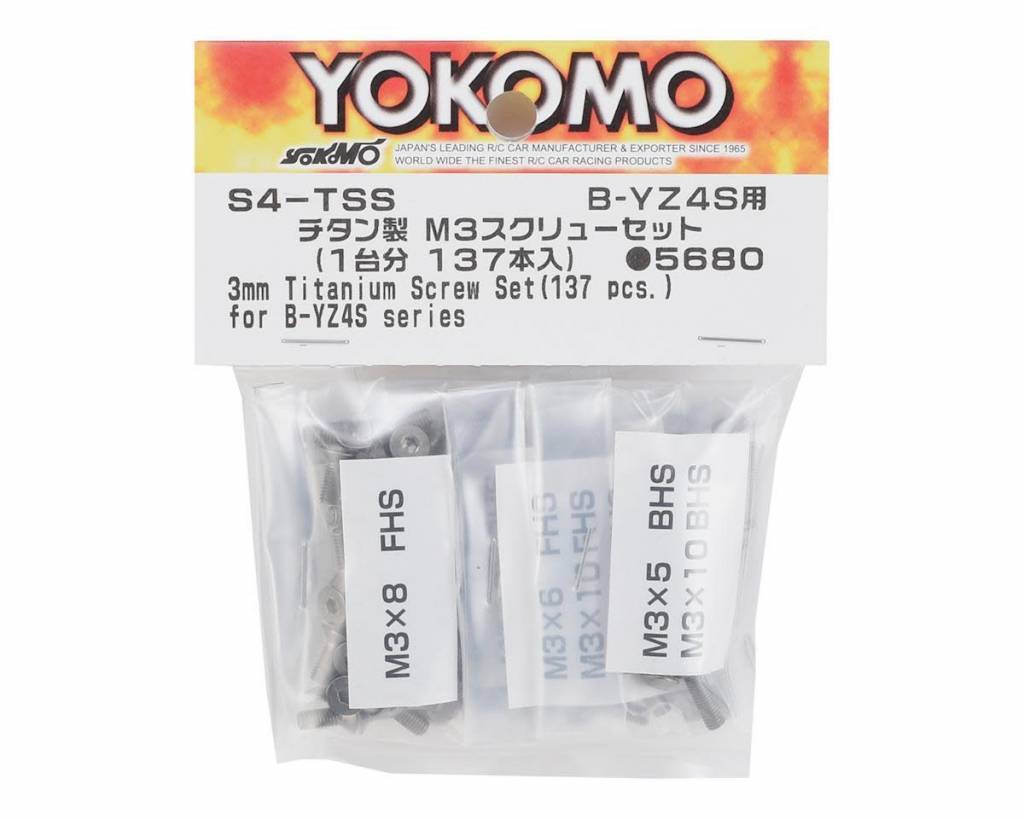 YOKOMO
YOKOMO
JAPAN'S LEADING R/C CAR MANUFACTURER & EXPORTER SINCE 1965
WORLD WIDE THE FINEST R/C CAR RACING PRODUCTS
S4-TSS B-YZ4S用
チタン製 M3スクリューセット
(1台分 137本入) ●5680
3mm Titanium Screw Set(137 pcs.)
for B-YZ4S series
M3×8 FHS
M3×6 FHS
M3×10 FHS
M3×5 BHS
M3×10 BHS